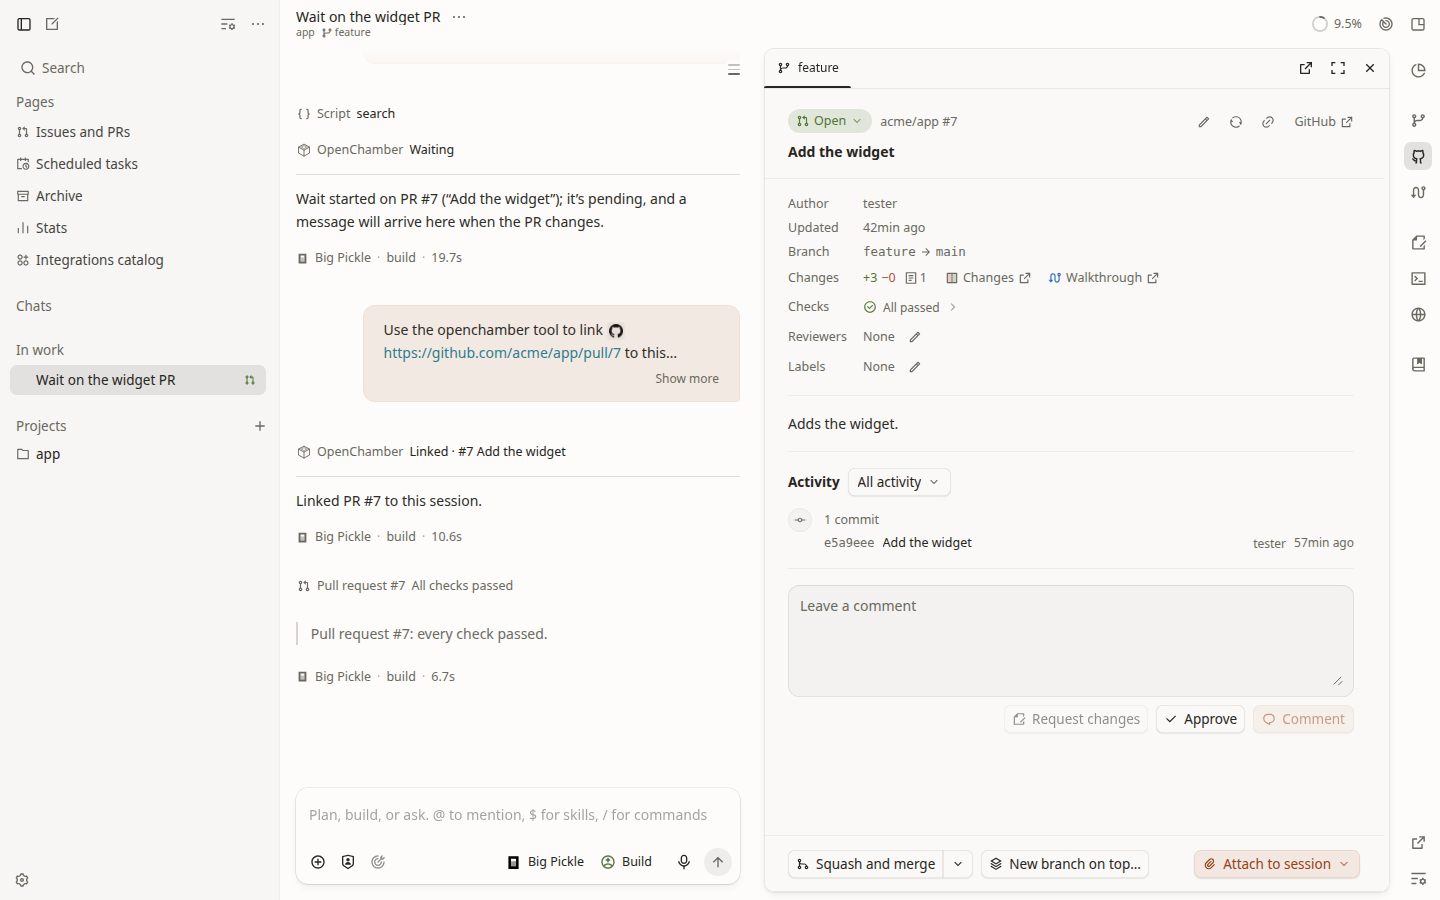 Search
Pages
Issues and PRs
Scheduled tasks
Archive
Stats
Integrations catalog
Chats
In work
Wait on the widget PR
Projects
app
Wait on the widget PR
app feature
Script search
OpenChamber Waiting
Wait started on PR #7 (“Add the widget”); it’s pending, and a
message will arrive here when the PR changes.
Big Pickle · build · 19.7s
Use the openchamber tool to link
https://github.com/acme/app/pull/7 to this...
Show more
OpenChamber Linked · #7 Add the widget
Linked PR #7 to this session.
Big Pickle · build · 10.6s
Pull request #7 All checks passed
Pull request #7: every check passed.
Big Pickle · build · 6.7s
Plan, build, or ask. @ to mention, $ for skills, / for commands
Big Pickle Build
9.5%
feature
Open acme/app #7 GitHub
Add the widget
Author tester
Updated 42min ago
Branch feature → main
Changes +3 −0 1 Changes Walkthrough
Checks All passed
Reviewers None
Labels None
Adds the widget.
Activity All activity
1 commit
e5a9eee Add the widget tester 57min ago
Leave a comment
Request changes Approve Comment
Squash and merge New branch on top... Attach to session